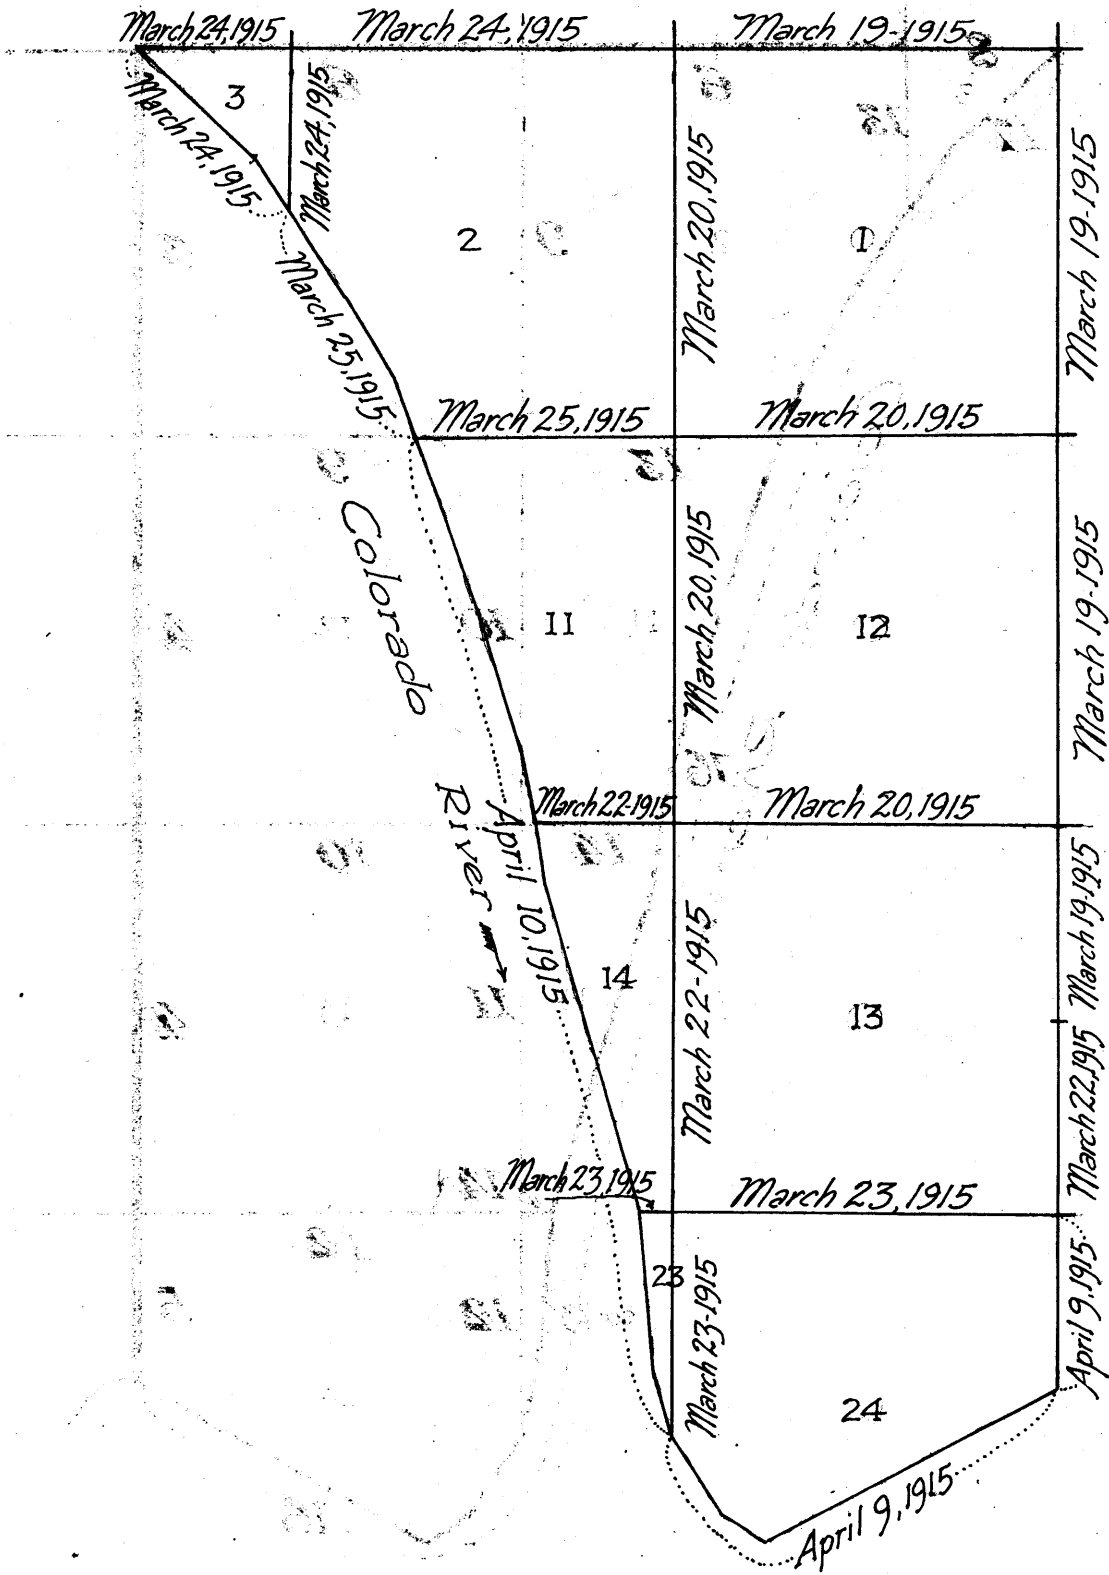 March 24,1915
March 24, 1915
March 19-1915
3
March 24, 1915
March 24, 1915
2
March 20, 1915
1
March 19-1915
March 25, 1915
March 25, 1915
March 20, 1915
Colorado
River
11
March 20, 1915
12
March 19-1915
March 22-1915
March 20, 1915
April 10, 1915
14
March 22-1915
13
March 19-1915
March 22, 1915
March 23, 1915
March 23, 1915
23
March 23-1915
April 9, 1915
24
April 9, 1915